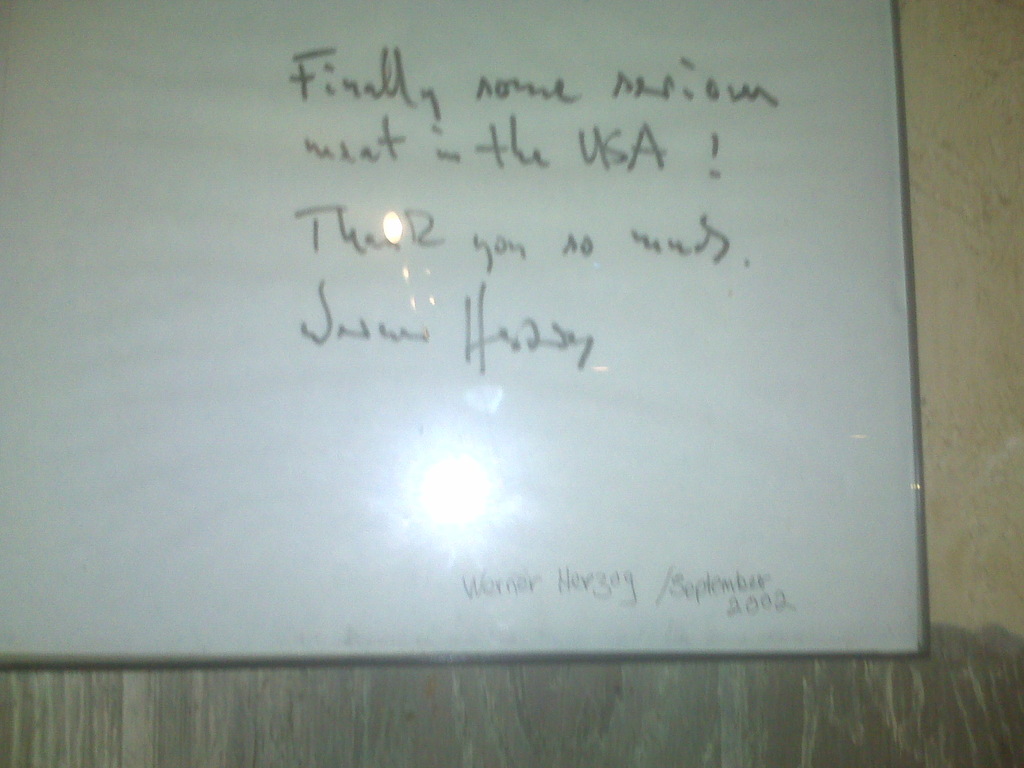 Finally some serious
meat in the USA !
Thank you so much.
Werner Herzog
Werner Herzog / September
2002